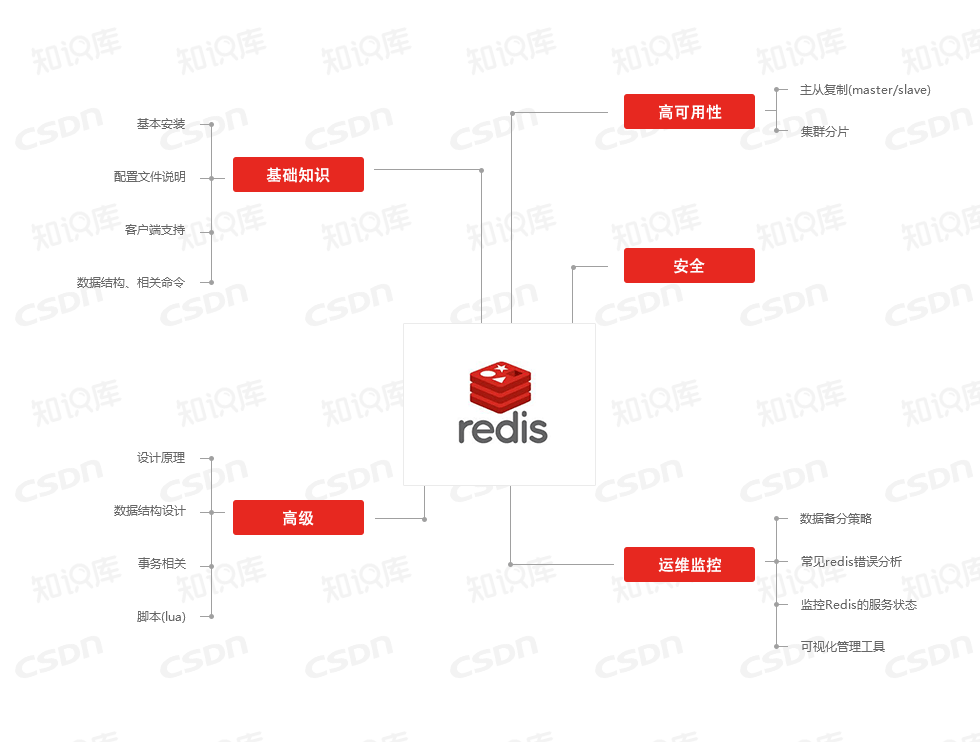 基础知识
基本安装
配置文件说明
客户端支持
数据结构、相关命令
高可用性
主从复制(master/slave)
集群分片
安全
redis
高级
设计原理
数据结构设计
事务相关
脚本(lua)
运维监控
数据备分策略
常见redis错误分析
监控Redis的服务状态
可视化管理工具
知识库
CSDN